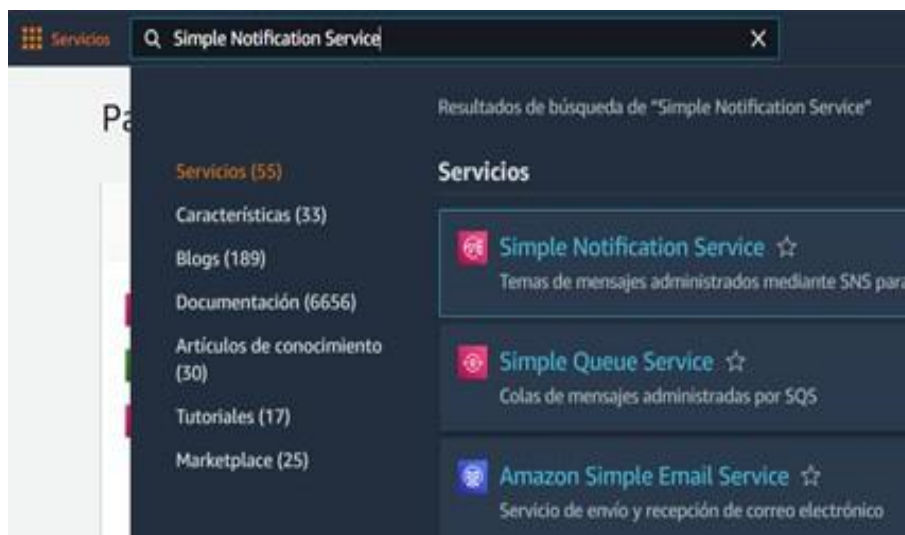 Servicios
Simple Notification Service
Pa
Resultados de búsqueda de "Simple Notification Service"
Servicios (55)
Características (33)
Blogs (189)
Documentación (6656)
Artículos de conocimiento
(30)
Tutoriales (17)
Marketplace (25)
Servicios
Simple Notification Service
Temas de mensajes administrados mediante SNS para
Simple Queue Service
Colas de mensajes administradas por SQS
Amazon Simple Email Service
Servicio de envío y recepción de correo electrónico